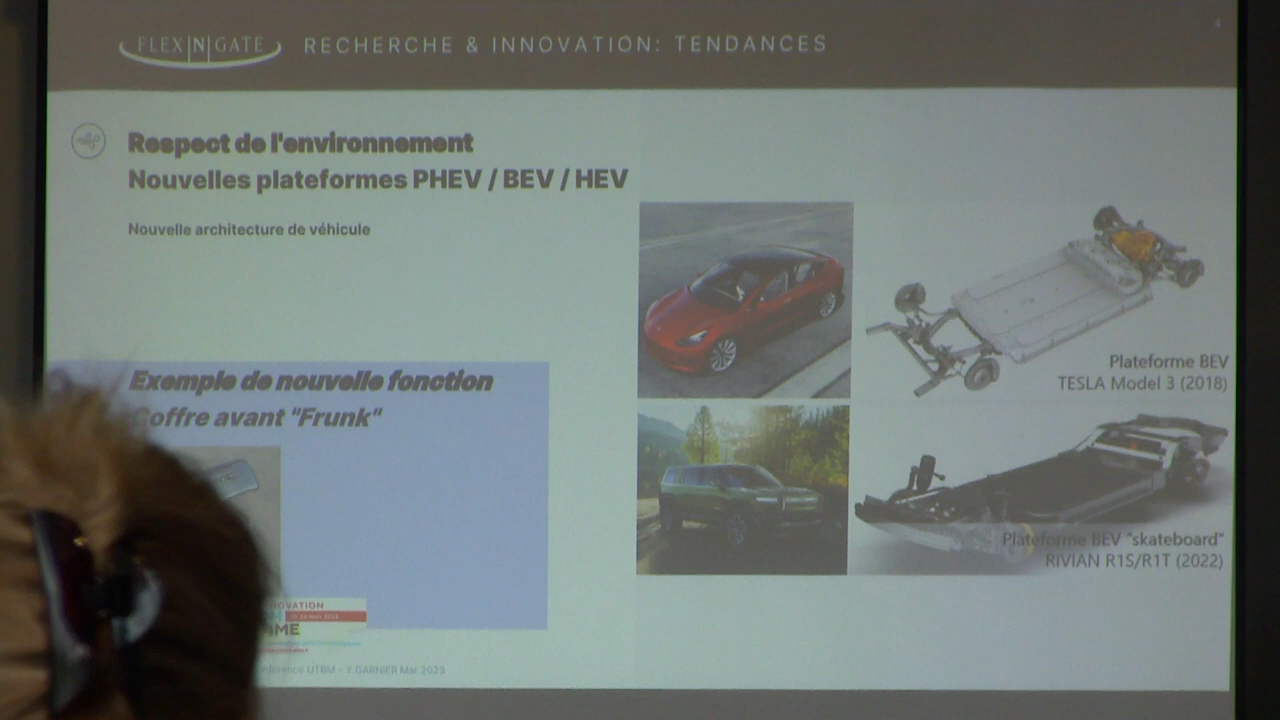 FLEX|N|GATE RECHERCHE & INNOVATION: TENDANCES
4
Respect de l'environnement
Nouvelles plateformes PHEV / BEV / HEV
Nouvelle architecture de véhicule
Plateforme BEV
TESLA Model 3 (2018)
Exemple de nouvelle fonction
Coffre avant "Frunk"
Plateforme BEV "skateboard"
RIVIAN R1S/R1T (2022)
UTBM - Y.GARNIER Mar 2023